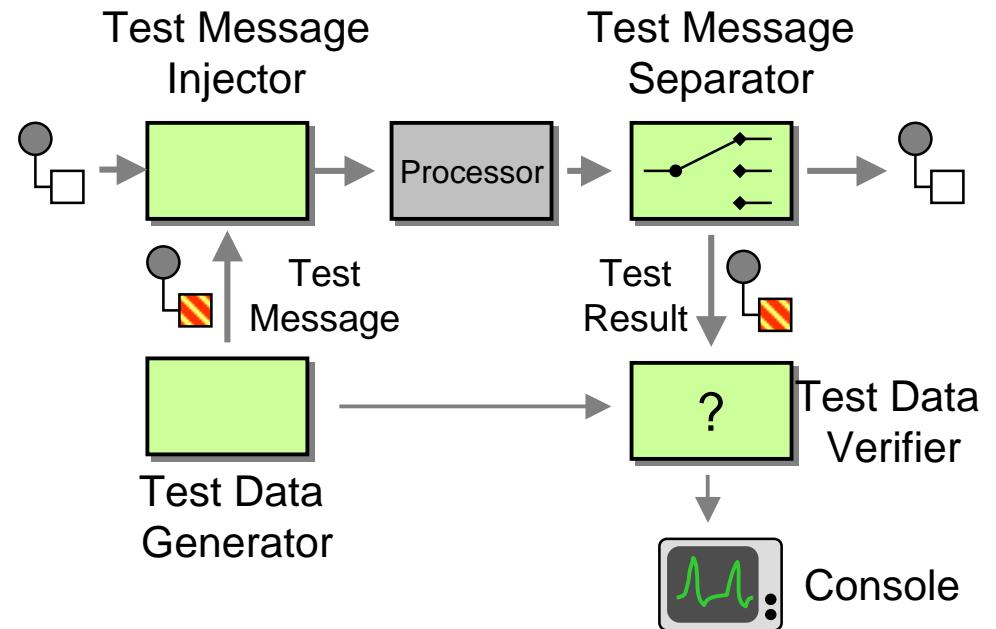 Test Message
Injector
Test Message
Separator
Processor
Test
Message
Test
Result
?
Test Data
Verifier
Test Data
Generator
Console